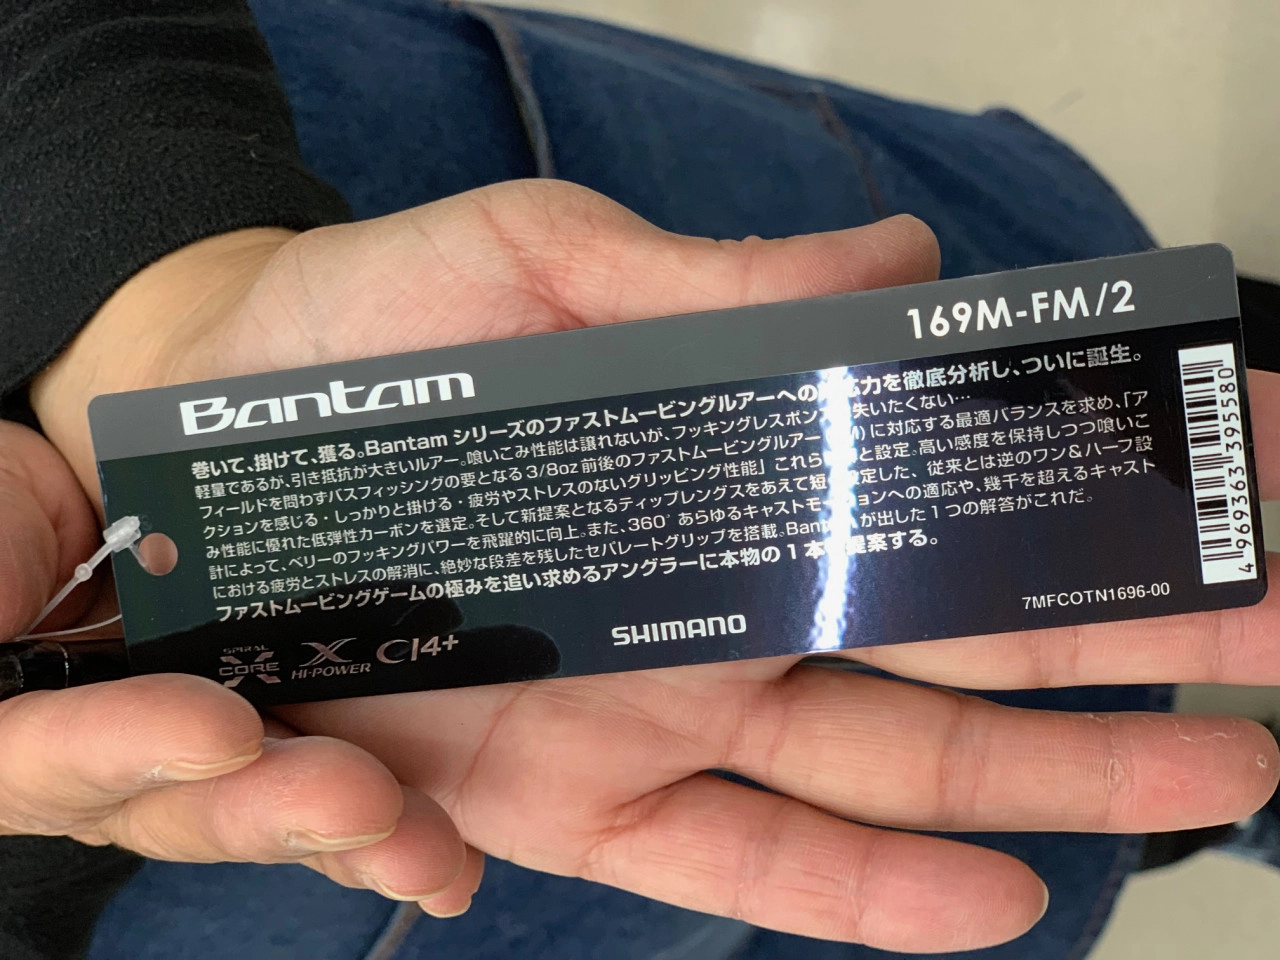 Bantam
169M-FM/2
巻いて、掛けて、獲る。Bantam シリーズのファストムービングルアーへの 力を徹底分析し、ついに誕生。
軽量であるが、引き抵抗が大きいルアー。喰いこみ性能は譲れないが、フッキングレスポン 失いたくない…
フィールドを問わずバスフィッシングの要となる3/8oz前後のファストムービングルアー に対応する最適バランスを求め、「ア
クションを感じる・しっかりと掛ける・疲労やストレスのないグリッピング性能」これら と設定。高い感度を保持しつつ喰いこ
み性能に優れた低弾性カーボンを選定。そして新提案となるティップレングスをあえて短 設定した、従来とは逆のワン&ハーフ設
計によって、ベリーのフッキングパワーを飛躍的に向上。また、360°あらゆるキャストモーションへの適応や、幾千を超えるキャスト
における疲労とストレスの解消に、絶妙な段差を残したセパレートグリップを搭載。Bantamが出した1つの解答がこれだ。
ファストムービングゲームの極みを追い求めるアングラーに本物の1本 提案する。
SPIRAL
X
CORE
X
HI-POWER
CI4+
SHIMANO
7MFCOTN1696-00
4 969363 395580